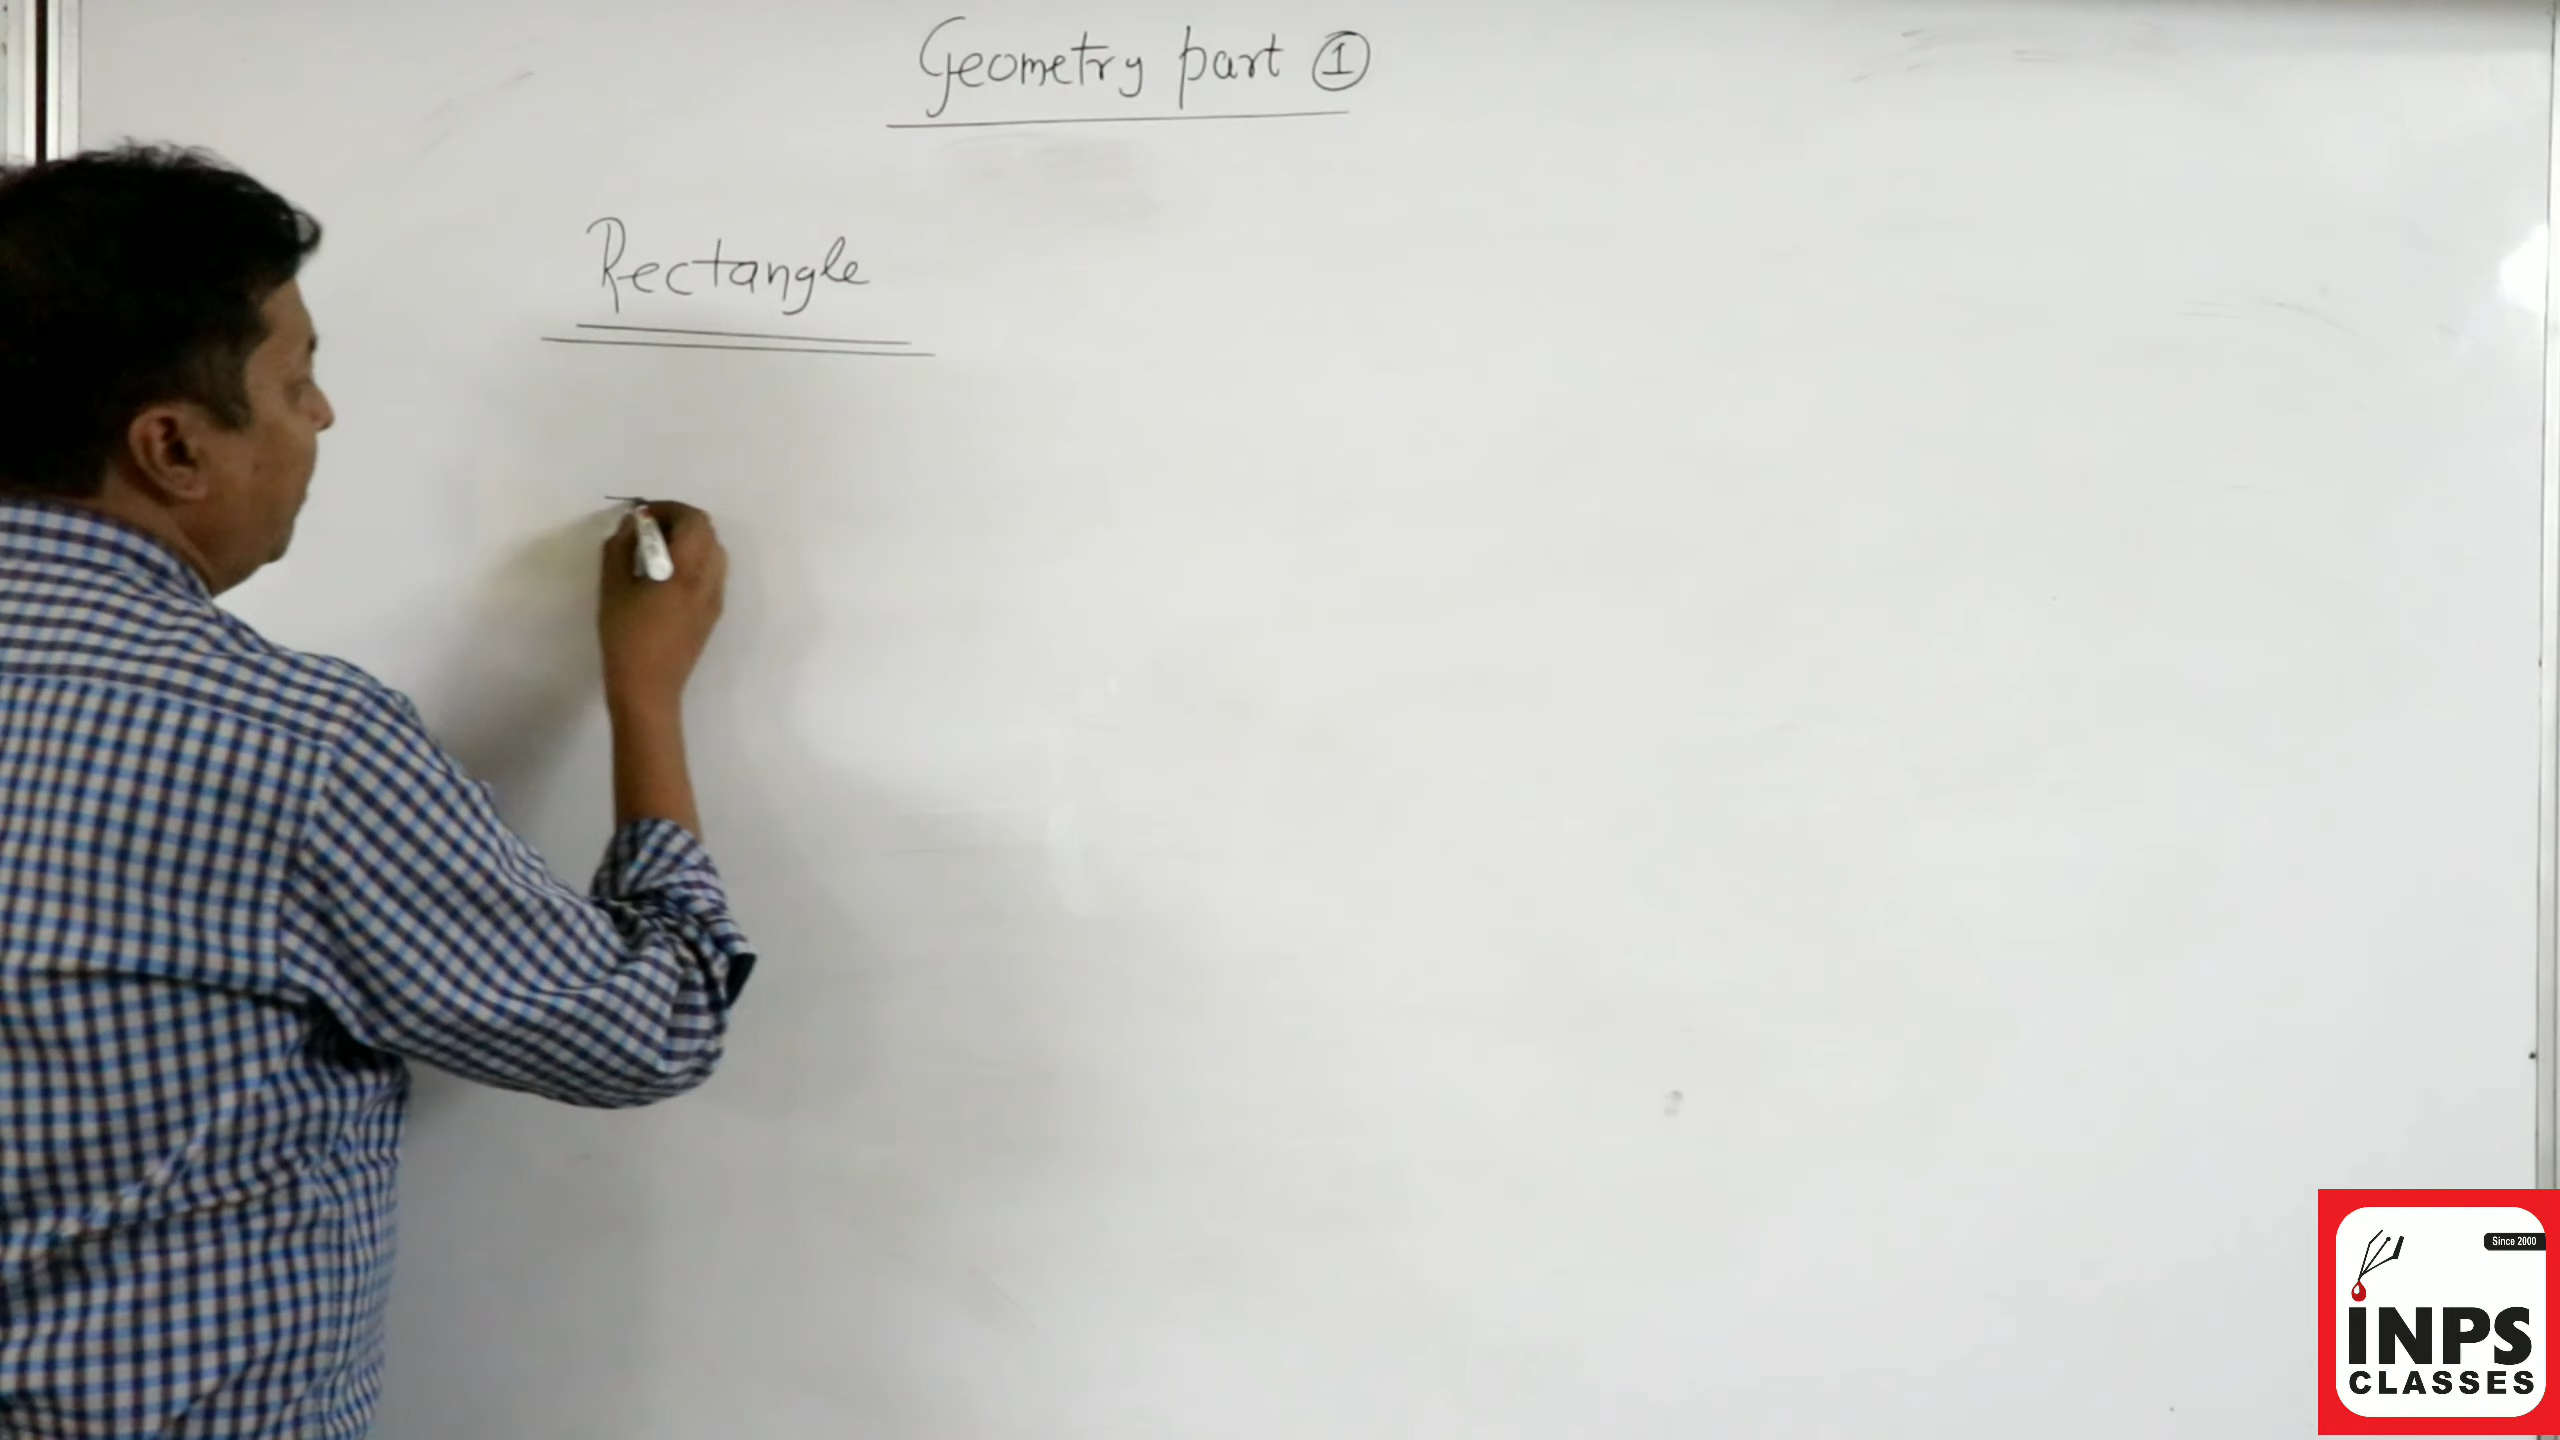 Geometry part ①
Rectangle
Since 2000
iNPS
CLASSES